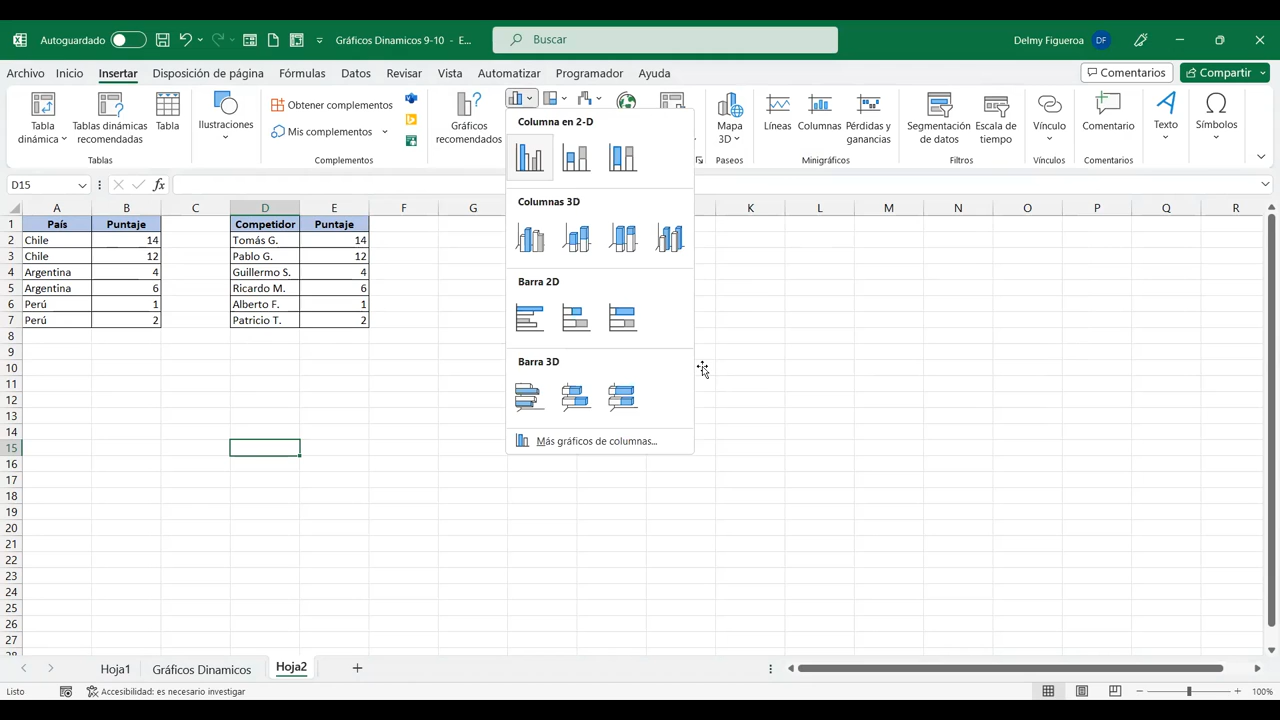 Autoguardado
Gráficos Dinamicos 9-10 - E...
Buscar
Delmy Figueroa
DF
Archivo Inicio Insertar Disposición de página Fórmulas Datos Revisar Vista Automatizar Programador Ayuda
Comentarios
Compartir
Tabla dinámica
Tablas dinámicas recomendadas
Tabla
Tablas
Ilustraciones
Obtener complementos
Mis complementos
Complementos
Gráficos recomendados
Mapa 3D
Paseos
Líneas
Columnas
Pérdidas y ganancias
Minigráficos
Segmentación de datos
Escala de tiempo
Filtros
Vínculo
Vínculos
Comentario
Comentarios
Texto
Símbolos
D15
fx
Columna en 2-D
Columnas 3D
Barra 2D
Barra 3D
Más gráficos de columnas...
A B C D E F G K L M N O P Q R
1 País Puntaje Competidor Puntaje
2 Chile 14 Tomás G. 14
3 Chile 12 Pablo G. 12
4 Argentina 4 Guillermo S. 4
5 Argentina 6 Ricardo M. 6
6 Perú 1 Alberto F. 1
7 Perú 2 Patricio T. 2
8
9
10
11
12
13
14
15
16
17
18
19
20
21
22
23
24
25
26
27
28
Hoja1 Gráficos Dinamicos Hoja2
Listo
Accesibilidad: es necesario investigar
100%